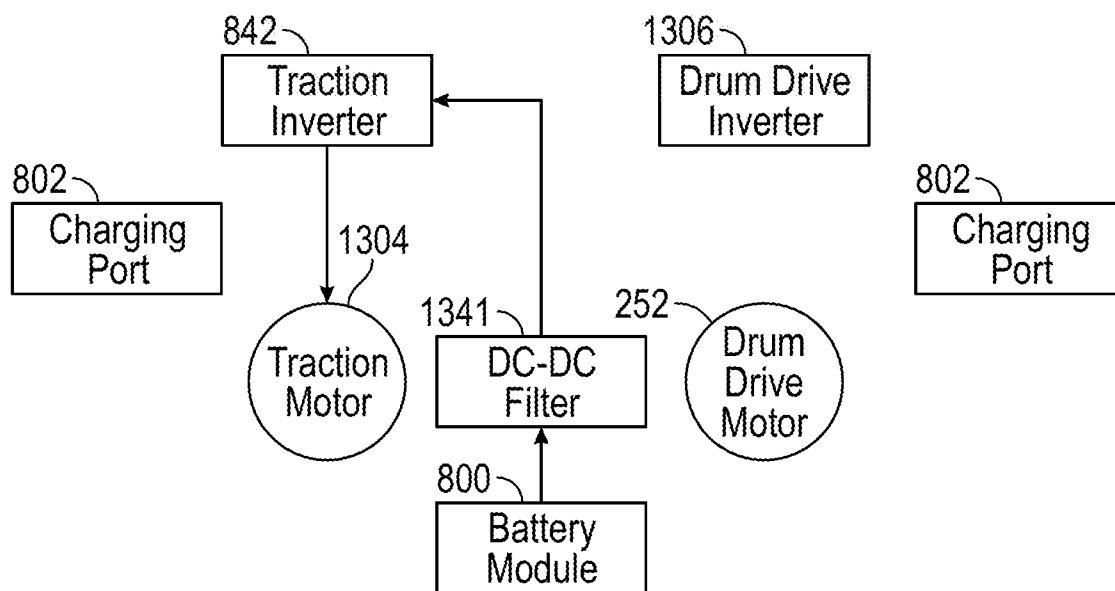 842
Traction
Inverter
1306
Drum Drive
Inverter
802
Charging
Port
802
Charging
Port
1304
Traction
Motor
1341
DC-DC
Filter
252
Drum
Drive
Motor
800
Battery
Module